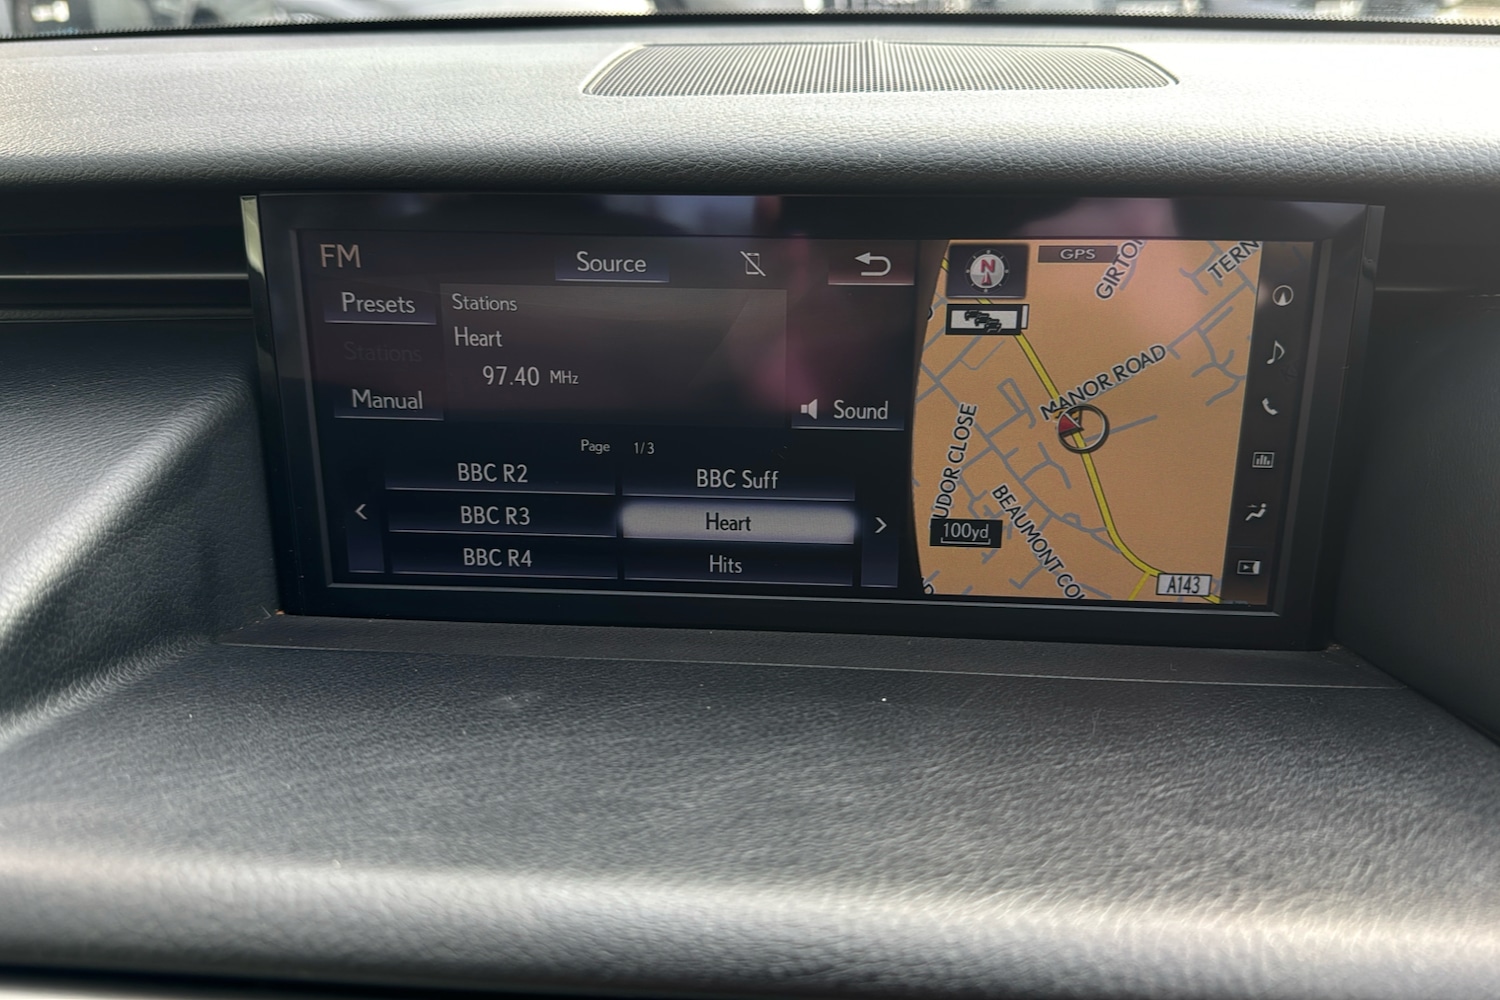 FM
Source
Presets
Stations
Manual
Stations
Heart
97.40 MHz
Sound
Page 1/3
BBC R2
BBC Suff
BBC R3
Heart
BBC R4
Hits
N
GPS
GIRTO
TERN
MANOR ROAD
UDOR CLOSE
BEAUMONT CO
100yd
A143